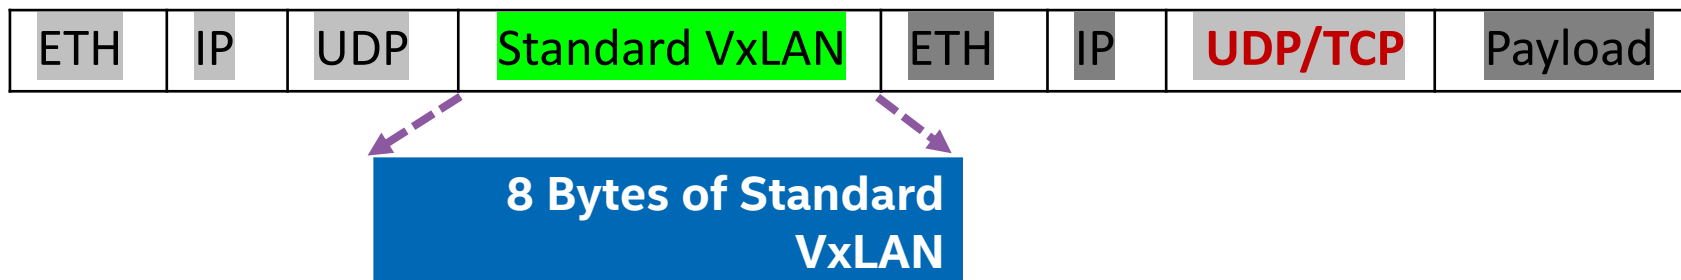 ETH IP UDP Standard VxLAN ETH IP UDP/TCP Payload
8 Bytes of Standard
VxLAN